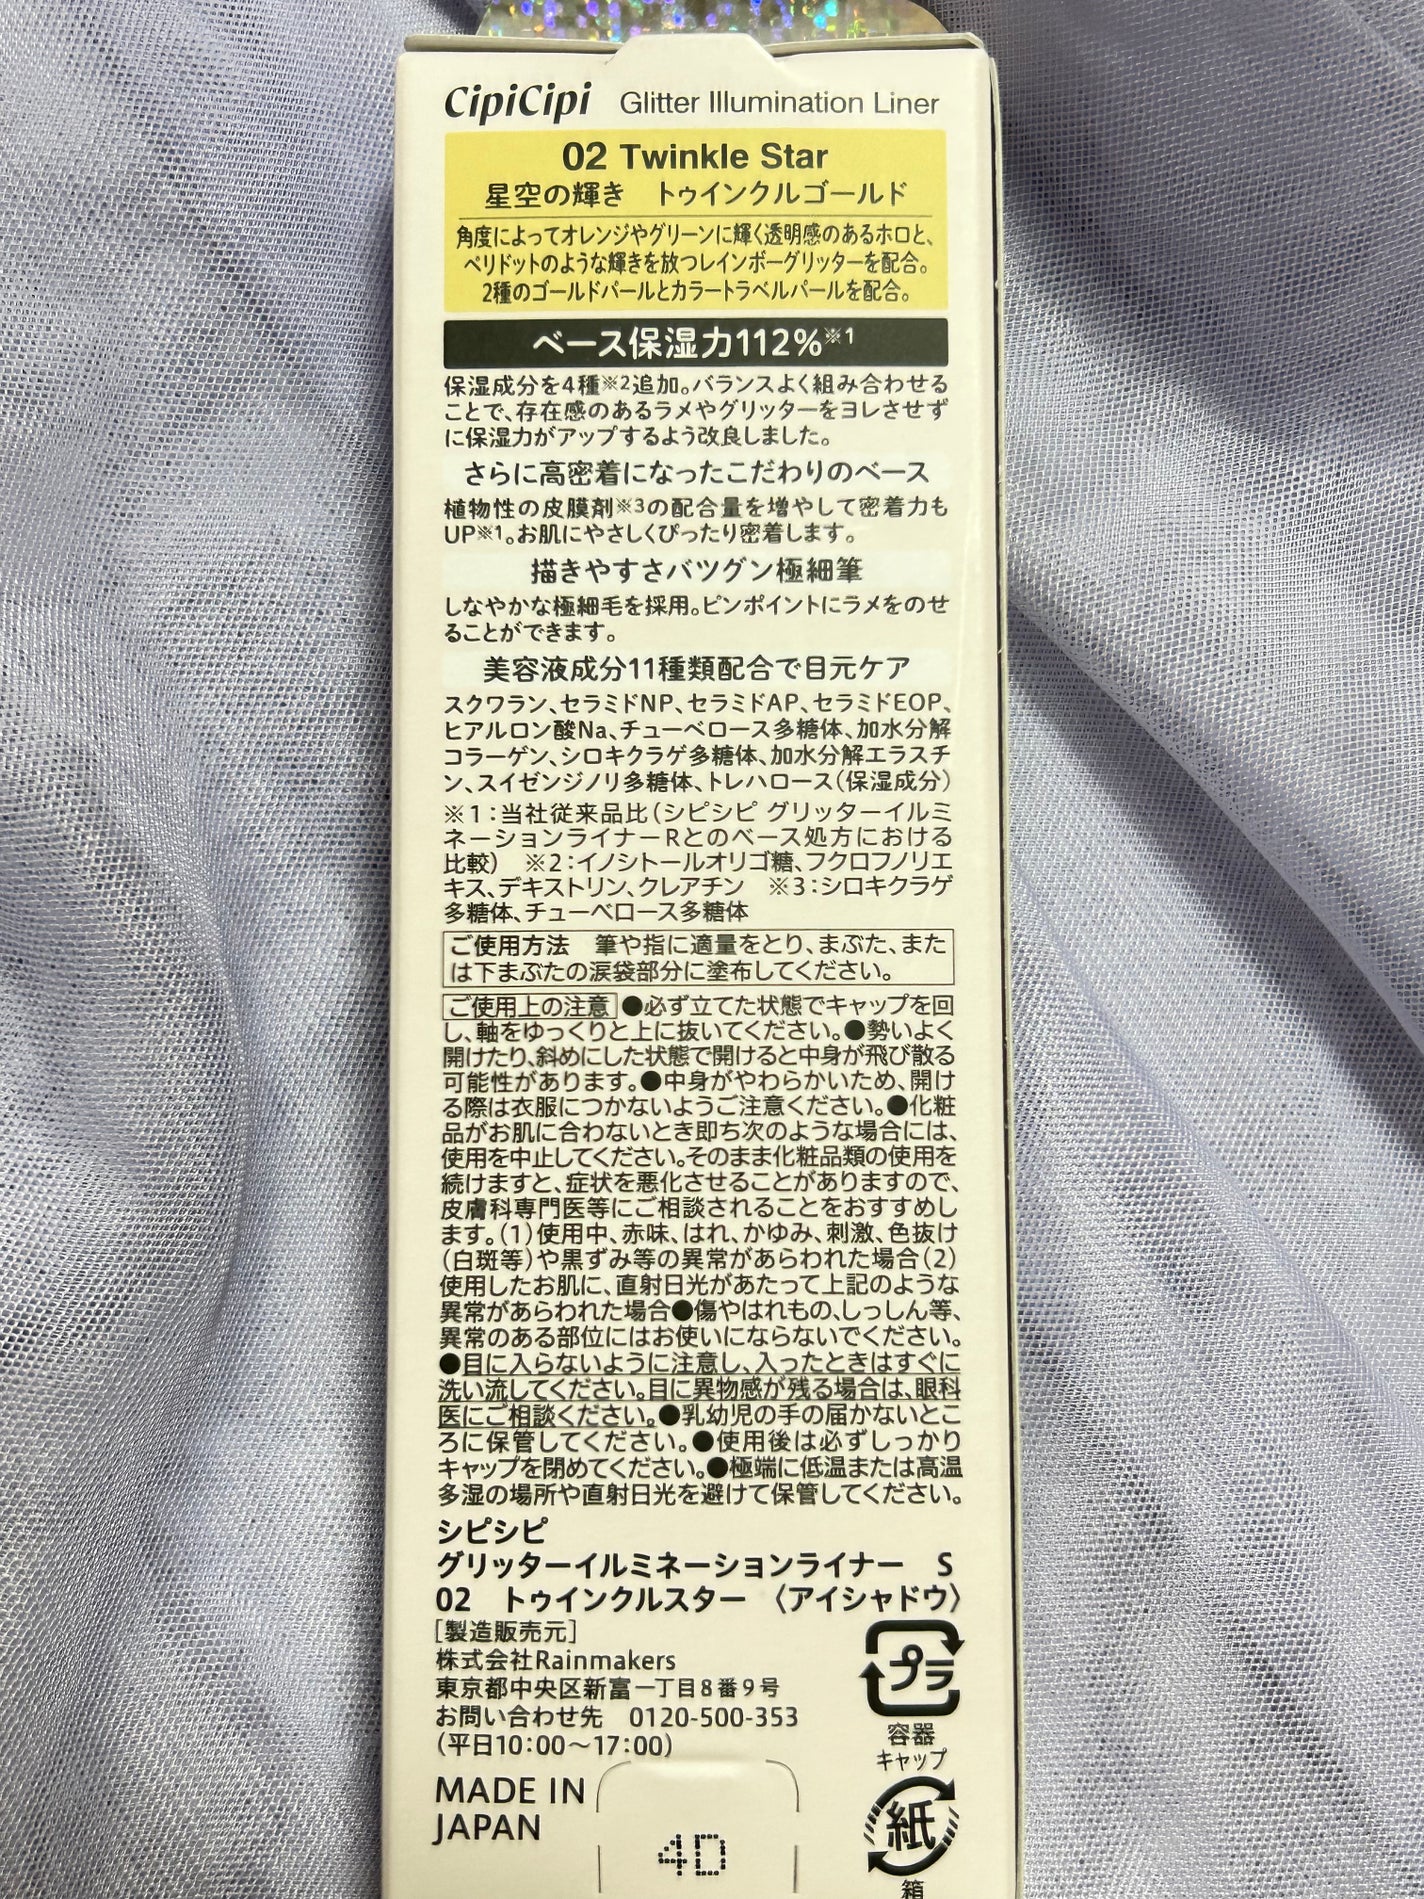 CipiCipi Glitter Illumination Liner
02 Twinkle Star
星空の輝き　トゥインクルゴールド
角度によってオレンジやグリーンに輝く透明感のあるホロと、
ペリドットのような輝きを放つレインボーグリッターを配合。
2種のゴールドパールとカラートラベルパールを配合。
ベース保湿力112%※1
保湿成分を4種※2追加。バランスよく組み合わせる
ことで、存在感のあるラメやグリッターをヨレさせず
に保湿力がアップするよう改良しました。
さらに高密着になったこだわりのベース
植物性の皮膜剤※3の配合量を増やして密着力も
UP※1。お肌にやさしくぴったり密着します。
描きやすさバツグン極細筆
しなやかな極細毛を採用。ピンポイントにラメをのせ
ることができます。
美容液成分11種類配合で目元ケア
スクワラン、セラミドNP、セラミドAP、セラミドEOP、
ヒアルロン酸Na、チューベロース多糖体、加水分解
コラーゲン、シロキクラゲ多糖体、加水分解エラスチ
ン、スイゼンジノリ多糖体、トレハロース（保湿成分）
※1：当社従来品比（シピシピ グリッターイルミ
ネーションライナーRとのベース処方における
比較）　※2：イノシトールオリゴ糖、フクロフノリエ
キス、デキストリン、クレアチン　※3：シロキクラゲ
多糖体、チューベロース多糖体
ご使用方法　筆や指に適量をとり、まぶた、また
は下まぶたの涙袋部分に塗布してください。
ご使用上の注意 ●必ず立てた状態でキャップを回
し、軸をゆっくりと上に抜いてください。●勢いよく
開けたり、斜めにした状態で開けると中身が飛び散る
可能性があります。●中身がやわらかいため、開け
る際は衣服につかないようご注意ください。●化粧
品がお肌に合わないとき即ち次のような場合には、
使用を中止してください。そのまま化粧品類の使用を
続けますと、症状を悪化させることがありますので、
皮膚科専門医等にご相談されることをおすすめし
ます。（1）使用中、赤味、はれ、かゆみ、刺激、色抜け
（白斑等）や黒ずみ等の異常があらわれた場合（2）
使用したお肌に、直射日光があたって上記のような
異常があらわれた場合●傷やはれもの、しっしん等、
異常のある部位にはお使いにならないでください。
●目に入らないように注意し、入ったときはすぐに
洗い流してください。目に異物感が残る場合は、眼科
医にご相談ください。●乳幼児の手の届かないとこ
ろに保管してください。●使用後は必ずしっかり
キャップを閉めてください。●極端に低温または高温
多湿の場所や直射日光を避けて保管してください。
シピシピ
グリッターイルミネーションライナー　S
02　トゥインクルスター　〈アイシャドウ〉
［製造販売元］
株式会社Rainmakers
東京都中央区新富一丁目8番9号
お問い合わせ先　0120-500-353
（平日10：00～17：00）
MADE IN
JAPAN
4D
プラ
容器
キャップ
紙
箱